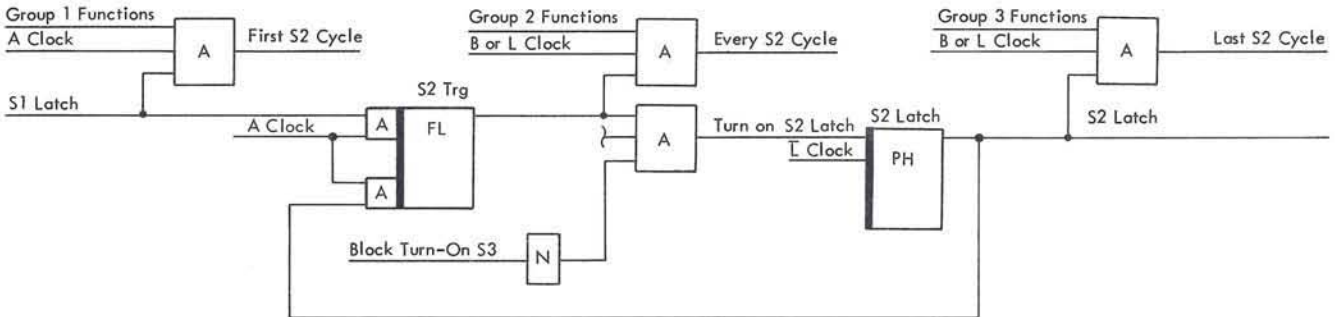 Group 1 Functions
A Clock
A
First S2 Cycle
S1 Latch
A Clock
A
A
S2 Trg
FL
Group 2 Functions
B or L Clock
A
Every S2 Cycle
A
Turn on S2 Latch
L̅ Clock
S2 Latch
PH
Block Turn-On S3
N
Group 3 Functions
B or L Clock
A
Last S2 Cycle
S2 Latch